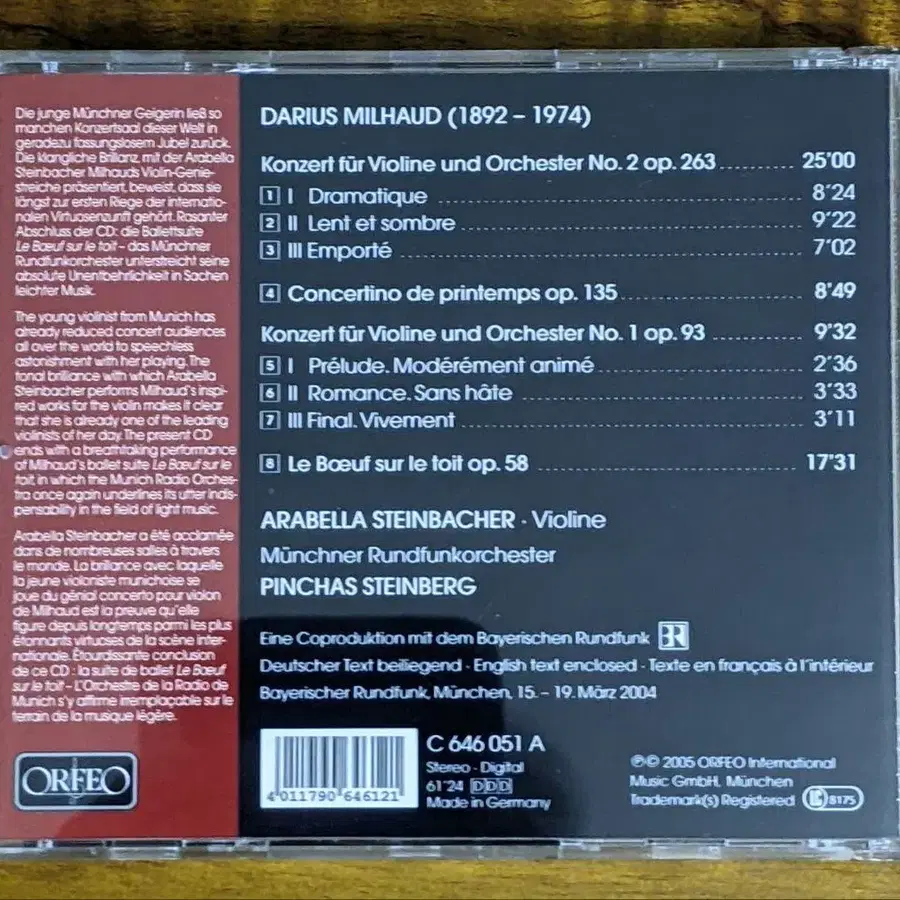 Die junge Münchner Geigerin ließ so
manchen Konzertsaal dieser Welt in
geradezu fassungslosem Jubel zurück.
Die klangliche Brillanz, mit der Arabella
Steinbacher Milhauds Violin-Genie-
streiche präsentiert, beweist, dass sie
längst zur ersten Riege der internatio-
nalen Virtuosenzunft gehört. Rasanter
Abschluss der CD: die Ballettsuite
Le Bœuf sur le toit – das Münchner
Rundfunkorchester unterstreicht seine
absolute Unentbehrlichkeit in Sachen
leichter Musik.
The young violinist from Munich has
already reduced concert audiences
all over the world to speechless
astonishment with her playing. The
tonal brilliance with which Arabella
Steinbacher performs Milhaud's inspi-
red works for the violin makes it clear
that she is already one of the leading
violinists of her day. The present CD
ends with a breathtaking performance
of Milhaud's ballet suite Le Bœuf sur le
toit, in which the Munich Radio Orches-
tra once again underlines its utter indis-
pensability in the field of light music.
Arabella Steinbacher a été acclamée
dans de nombreuses salles à travers
le monde. La brillance avec laquelle
la jeune violoniste munichoise se
joue du génial concerto pour violon
de Milhaud est la preuve qu'elle
figure depuis longtemps parmi les plus
étonnants virtuoses de la scène inter-
nationale. Étourdissante conclusion
de ce CD : la suite de ballet Le Bœuf
sur le toit – L'Orchestre de la Radio de
Munich s'y affirme irremplaçable sur le
terrain de la musique légère.
ORFEO
DARIUS MILHAUD (1892 – 1974)
Konzert für Violine und Orchester No. 2 op. 263 25'00
1 I Dramatique 8'24
2 II Lent et sombre 9'22
3 III Emporté 7'02
4 Concertino de printemps op. 135 8'49
Konzert für Violine und Orchester No. 1 op. 93 9'32
5 I Prélude. Modérément animé 2'36
6 II Romance. Sans hâte 3'33
7 III Final. Vivement 3'11
8 Le Bœuf sur le toit op. 58 17'31
ARABELLA STEINBACHER · Violine
Münchner Rundfunkorchester
PINCHAS STEINBERG
Eine Coproduktion mit dem Bayerischen Rundfunk BR
Deutscher Text beiliegend · English text enclosed · Texte en français à l'intérieur
Bayerischer Rundfunk, München, 15. – 19. März 2004
4 011790 646121
C 646 051 A
Stereo · Digital
61'24 DDD
Made in Germany
℗© 2005 ORFEO International
Music GmbH, München
Trademark(s) Registered LC 8175